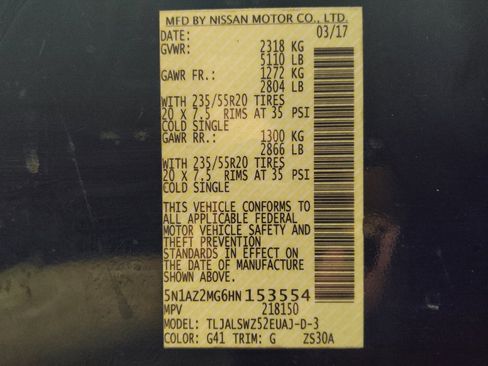 MFD BY NISSAN MOTOR CO., LTD.
DATE: 03/17
GVWR: 2318 KG
5110 LB
GAWR FR.: 1272 KG
2804 LB
WITH 235/55R20 TIRES
20 X 7.5 RIMS AT 35 PSI
COLD SINGLE
GAWR RR.: 1300 KG
2866 LB
WITH 235/55R20 TIRES
20 X 7.5 RIMS AT 35 PSI
COLD SINGLE
THIS VEHICLE CONFORMS TO
ALL APPLICABLE FEDERAL
MOTOR VEHICLE SAFETY AND
THEFT PREVENTION
STANDARDS IN EFFECT ON
THE DATE OF MANUFACTURE
SHOWN ABOVE.
5N1AZ2MG6HN153554
MPV 218150
MODEL: TLJALSWZ52EUAJ-D-3
COLOR: G41 TRIM: G ZS30A